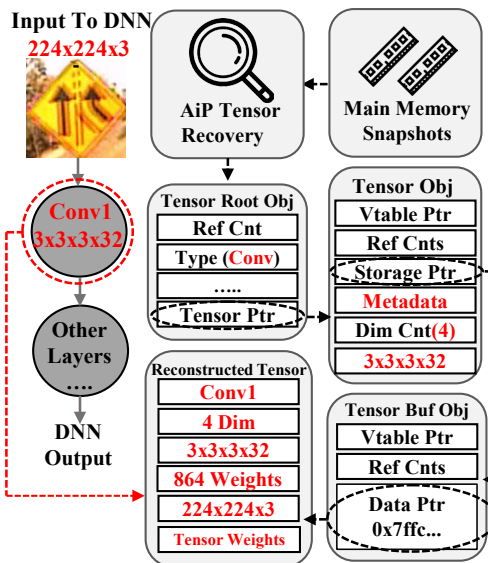 Input To DNN
224x224x3
Conv1
3x3x3x32
Other
Layers
....
DNN
Output
AiP Tensor
Recovery
Main Memory
Snapshots
Tensor Root Obj
Ref Cnt
Type (Conv)
.....
Tensor Ptr
Tensor Obj
Vtable Ptr
Ref Cnts
Storage Ptr
Metadata
Dim Cnt(4)
3x3x3x32
Reconstructed Tensor
Conv1
4 Dim
3x3x3x32
864 Weights
224x224x3
Tensor Weights
Tensor Buf Obj
Vtable Ptr
Ref Cnts
Data Ptr
0x7ffc...